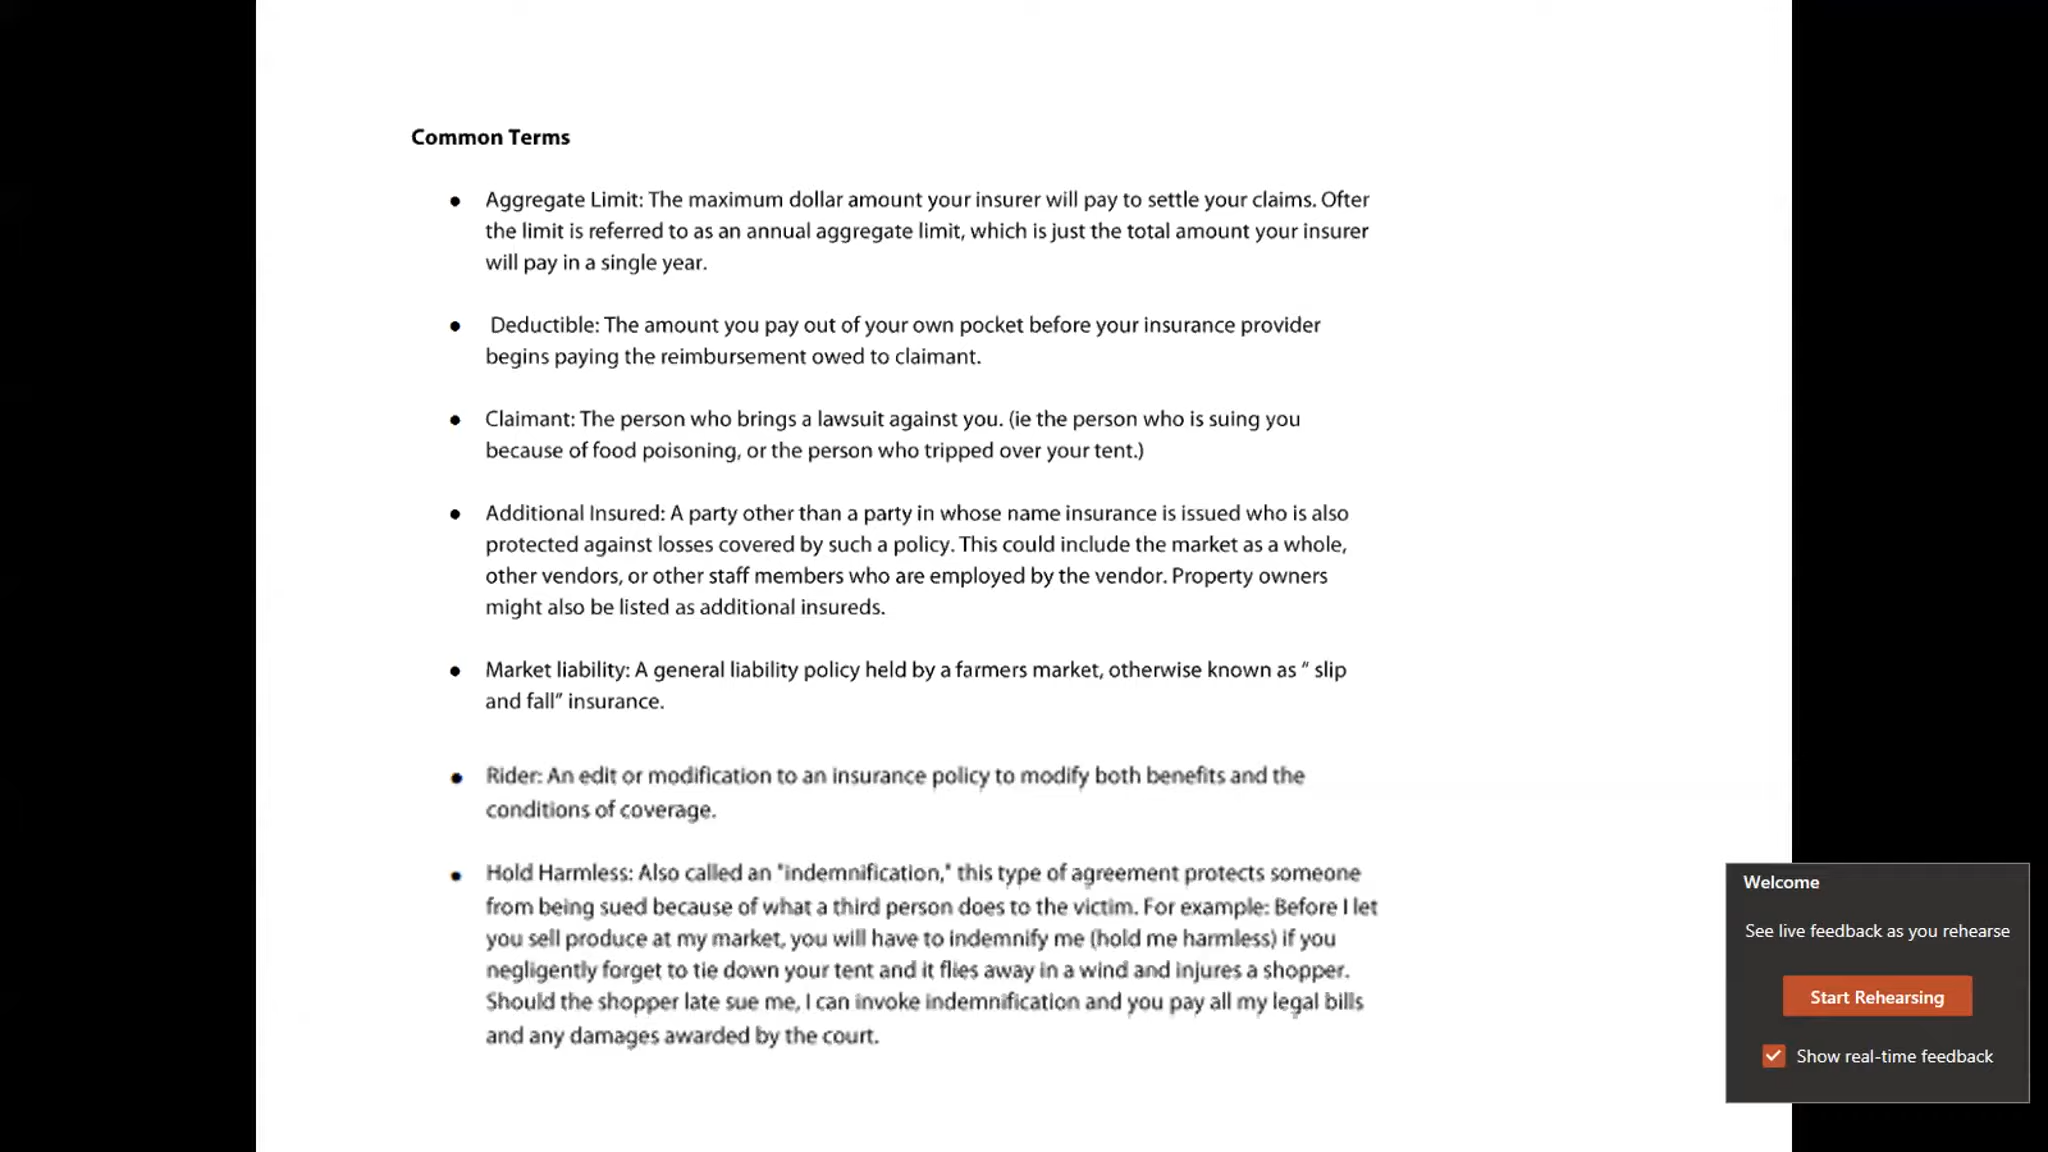 Common Terms
● Aggregate Limit: The maximum dollar amount your insurer will pay to settle your claims. Ofter
the limit is referred to as an annual aggregate limit, which is just the total amount your insurer
will pay in a single year.
● Deductible: The amount you pay out of your own pocket before your insurance provider
begins paying the reimbursement owed to claimant.
● Claimant: The person who brings a lawsuit against you. (ie the person who is suing you
because of food poisoning, or the person who tripped over your tent.)
● Additional Insured: A party other than a party in whose name insurance is issued who is also
protected against losses covered by such a policy. This could include the market as a whole,
other vendors, or other staff members who are employed by the vendor. Property owners
might also be listed as additional insureds.
● Market liability: A general liability policy held by a farmers market, otherwise known as “ slip
and fall” insurance.
● Rider: An edit or modification to an insurance policy to modify both benefits and the
conditions of coverage.
● Hold Harmless: Also called an "indemnification," this type of agreement protects someone
from being sued because of what a third person does to the victim. For example: Before I let
you sell produce at my market, you will have to indemnify me (hold me harmless) if you
negligently forget to tie down your tent and it flies away in a wind and injures a shopper.
Should the shopper late sue me, I can invoke indemnification and you pay all my legal bills
and any damages awarded by the court.
Welcome
See live feedback as you rehearse
Start Rehearsing
Show real-time feedback